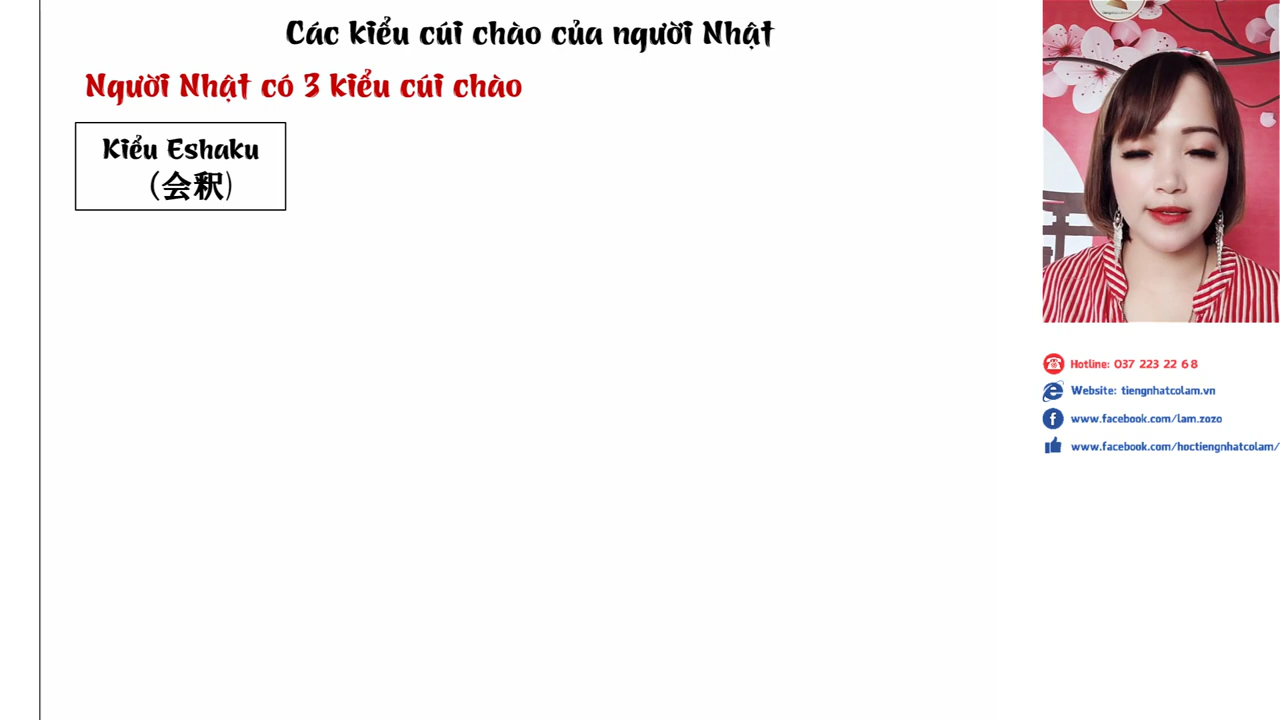 Các kiểu cúi chào của người Nhật
Người Nhật có 3 kiểu cúi chào
Kiểu Eshaku
(会釈)
Hotline: 037 223 22 68
Website: tiengnhatcolam.vn
www.facebook.com/lam.zozo
www.facebook.com/hoctiengnhatcolam/